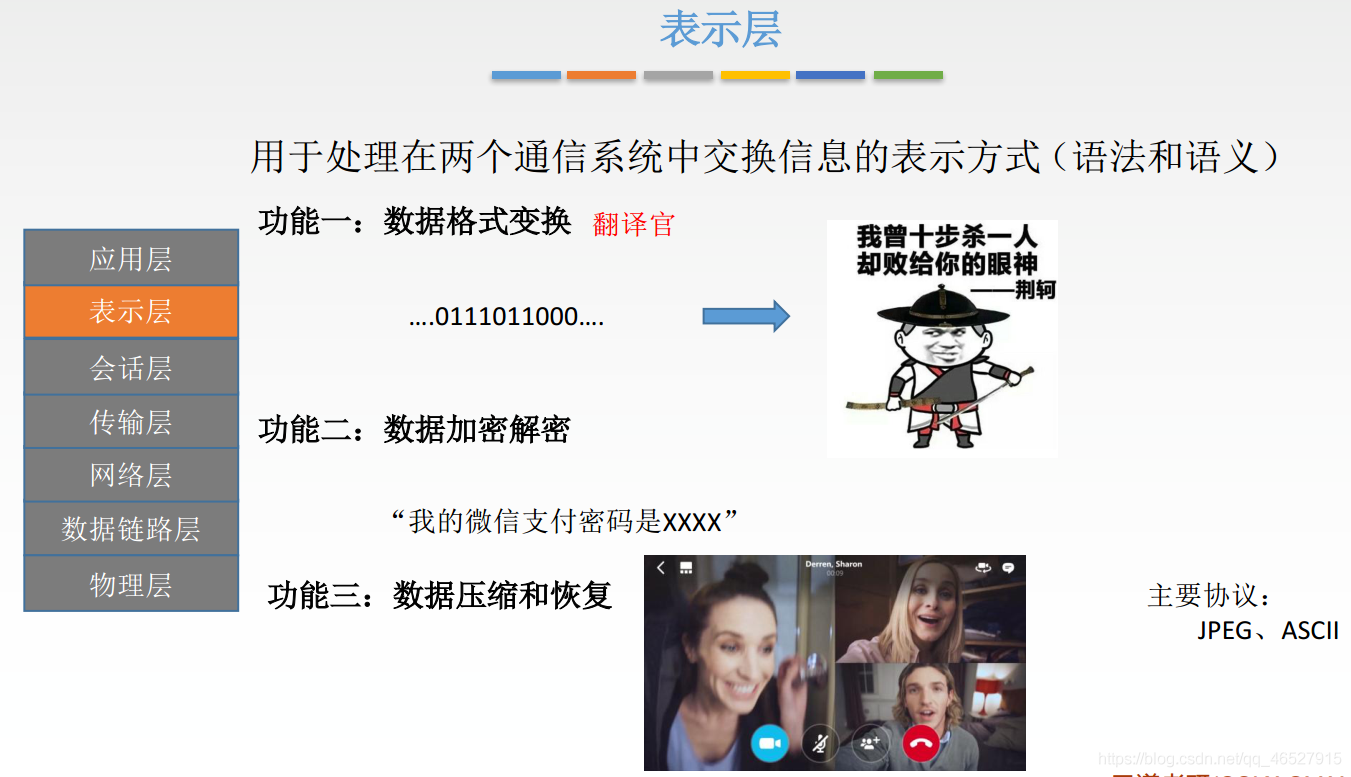 表示层
用于处理在两个通信系统中交换信息的表示方式（语法和语义）
功能一：数据格式变换 翻译官
应用层
表示层
会话层
传输层
网络层
数据链路层
物理层
….0111011000….
我曾十步杀一人
却败给你的眼神
——荆轲
功能二：数据加密解密
“我的微信支付密码是XXXX”
功能三：数据压缩和恢复
Derren, Sharon
00:09
主要协议：
JPEG、ASCII
https://blog.csdn.net/qq_46527915